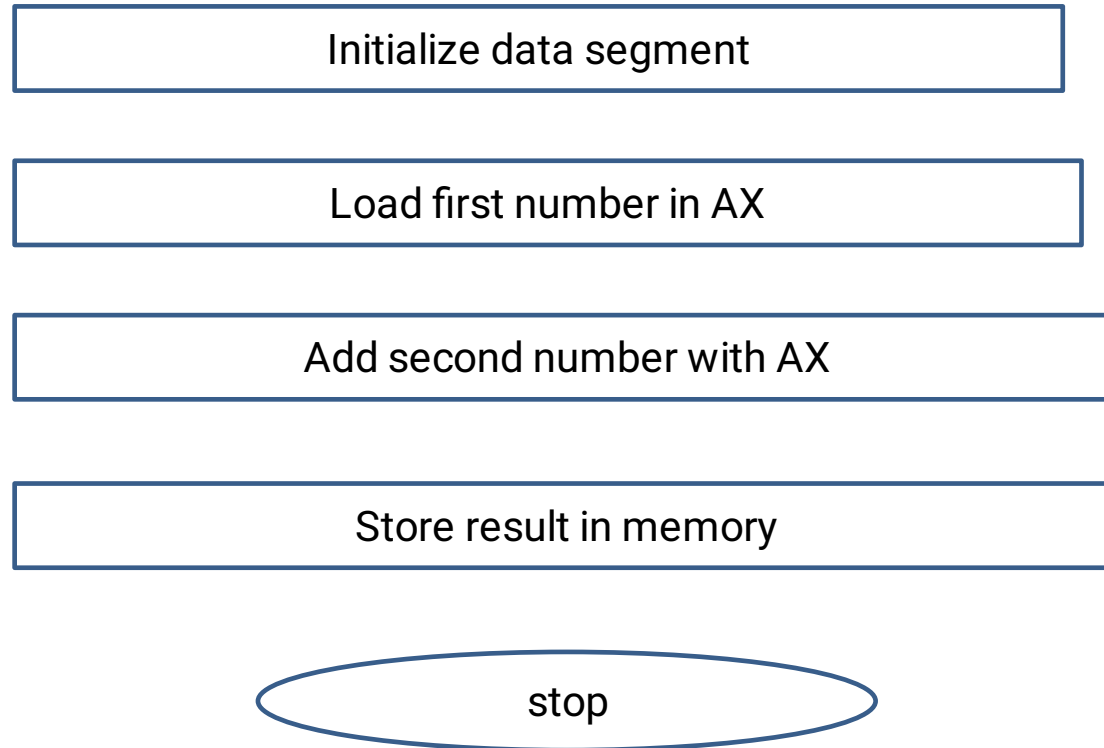 Initialize data segment
Load first number in AX
Add second number with AX
Store result in memory
stop